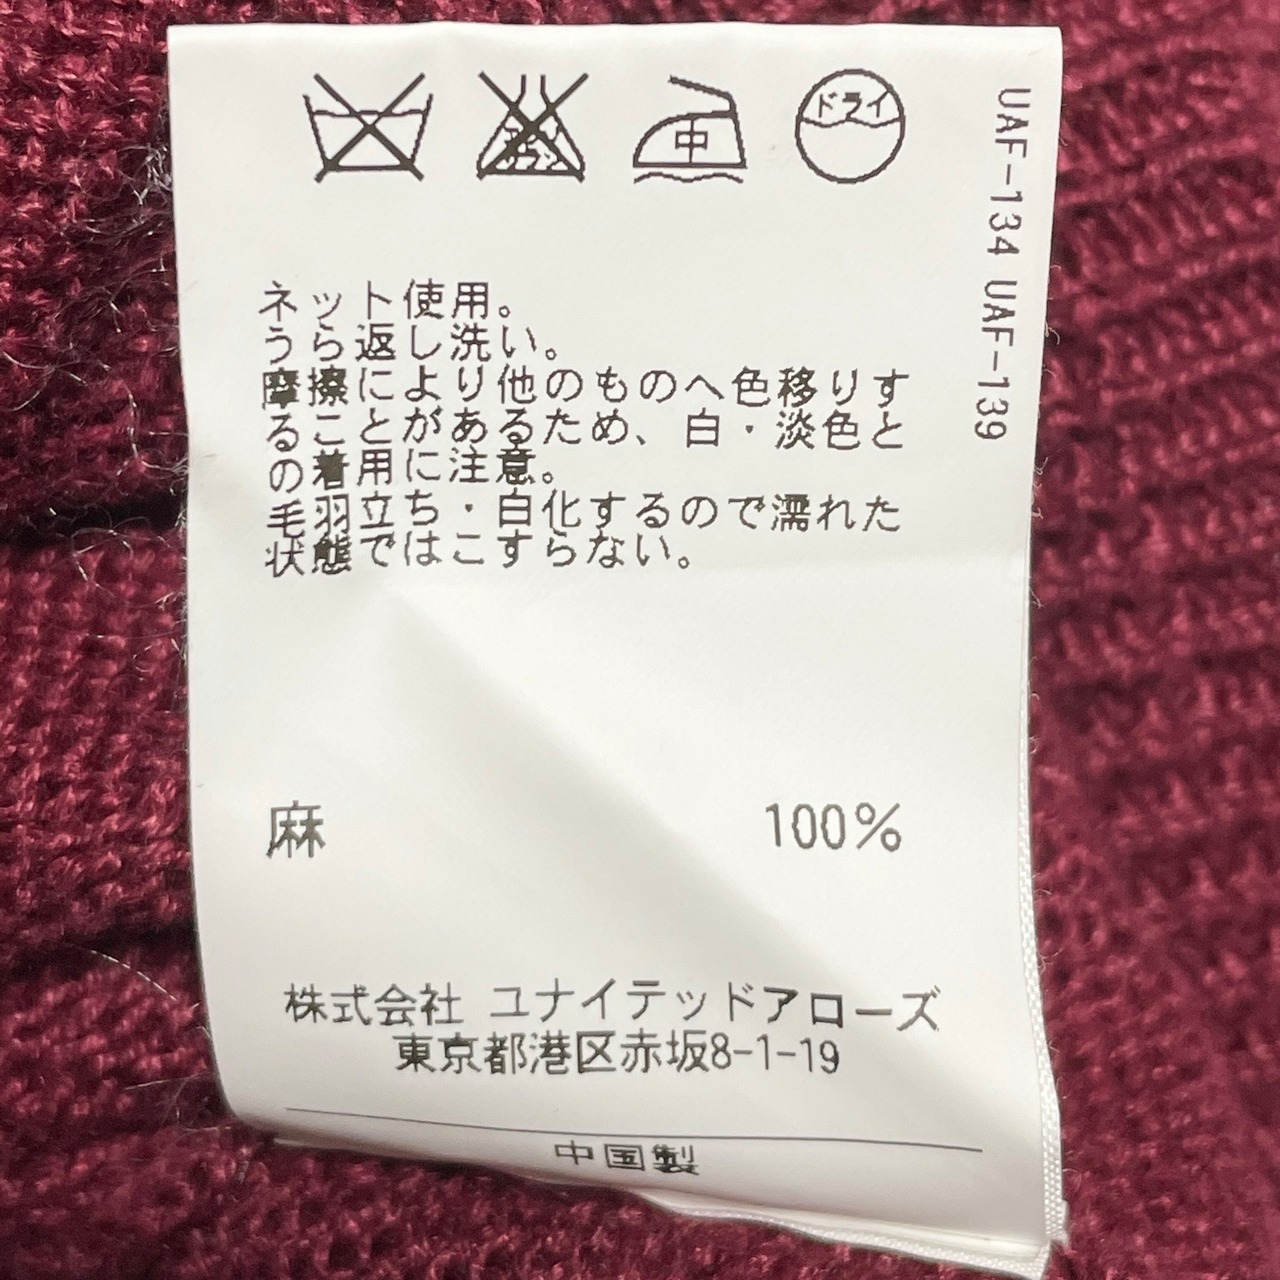 ドライ
中
UAF-134 UAF-139
ネット使用。
うら返し洗い。
摩擦により他のものへ色移りす
ることがあるため、白・淡色と
の着用に注意。
毛羽立ち・白化するので濡れた
状態ではこすらない。
麻 100%
株式会社 ユナイテッドアローズ
東京都港区赤坂8-1-19
中国製